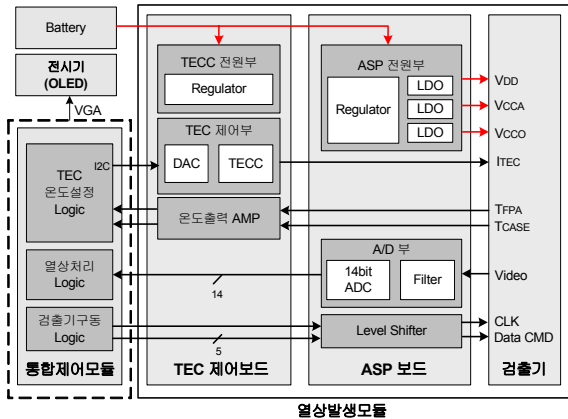 Battery
전시기
(OLED)
VGA
TEC
온도설정
Logic
I2C
열상처리
Logic
검출기구동
Logic
통합제어모듈
TECC 전원부
Regulator
TEC 제어부
DAC
TECC
온도출력 AMP
14
5
TEC 제어보드
ASP 전원부
Regulator
LDO
LDO
LDO
A/D 부
14bit
ADC
Filter
Level Shifter
ASP 보드
VDD
VCCA
VCCO
ITEC
TFPA
TCASE
Video
CLK
Data CMD
검출기
열상발생모듈